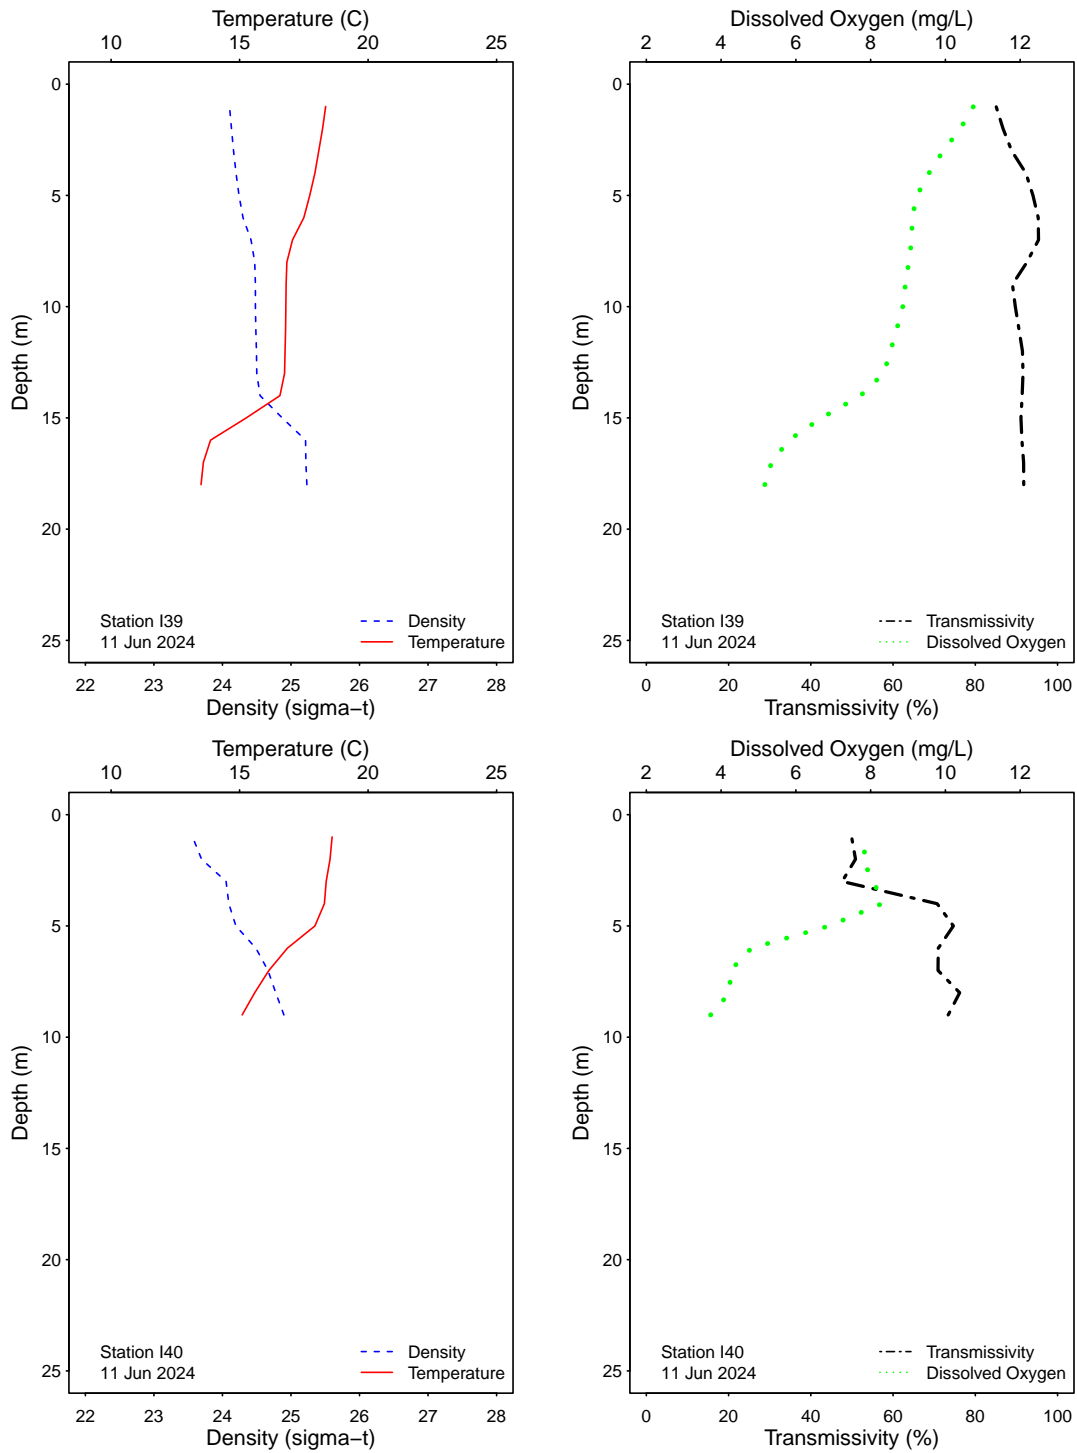 Temperature (C)
10 15 20 25
0
5
10
15
20
25
Depth (m)
Station I39
11 Jun 2024
Density
Temperature
22 23 24 25 26 27 28
Density (sigma−t)
Dissolved Oxygen (mg/L)
2 4 6 8 10 12
0
5
10
15
20
25
Depth (m)
Station I39
11 Jun 2024
Transmissivity
Dissolved Oxygen
0 20 40 60 80 100
Transmissivity (%)
Temperature (C)
10 15 20 25
0
5
10
15
20
25
Depth (m)
Station I40
11 Jun 2024
Density
Temperature
22 23 24 25 26 27 28
Density (sigma−t)
Dissolved Oxygen (mg/L)
2 4 6 8 10 12
0
5
10
15
20
25
Depth (m)
Station I40
11 Jun 2024
Transmissivity
Dissolved Oxygen
0 20 40 60 80 100
Transmissivity (%)